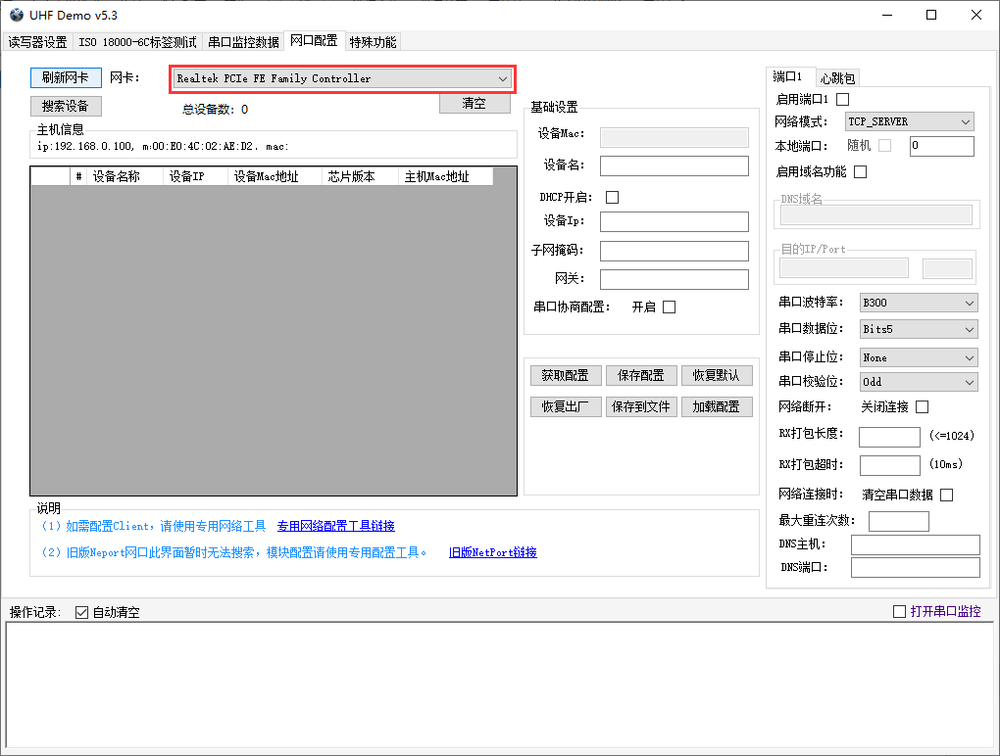 UHF Demo v5.3
读写器设置 ISO 18000-6C标签测试 串口监控数据 网口配置 特殊功能
刷新网卡 网卡： Realtek PCIe FE Family Controller
搜索设备 总设备数：0 清空
主机信息
ip:192.168.0.100, m:00:E0:4C:02:AE:D2. mac:
# 设备名称 设备IP 设备Mac地址 芯片版本 主机Mac地址
说明
（1）如需配置Client，请使用专用网络工具 专用网络配置工具链接
（2）旧版Neport网口此界面暂时无法搜索，模块配置请使用专用配置工具。 旧版NetPort链接
基础设置
设备Mac：
设备名：
DHCP开启：
设备Ip：
子网掩码：
网关：
串口协商配置： 开启
获取配置 保存配置 恢复默认
恢复出厂 保存到文件 加载配置
端口1 心跳包
启用端口1
网络模式： TCP_SERVER
本地端口： 随机 0
启用域名功能
DNS域名
目的IP/Port
串口波特率： B300
串口数据位： Bits5
串口停止位： None
串口校验位： Odd
网络断开： 关闭连接
RX打包长度： (<=1024)
RX打包超时： (10ms)
网络连接时： 清空串口数据
最大重连次数：
DNS主机：
DNS端口：
操作记录： 自动清空 打开串口监控